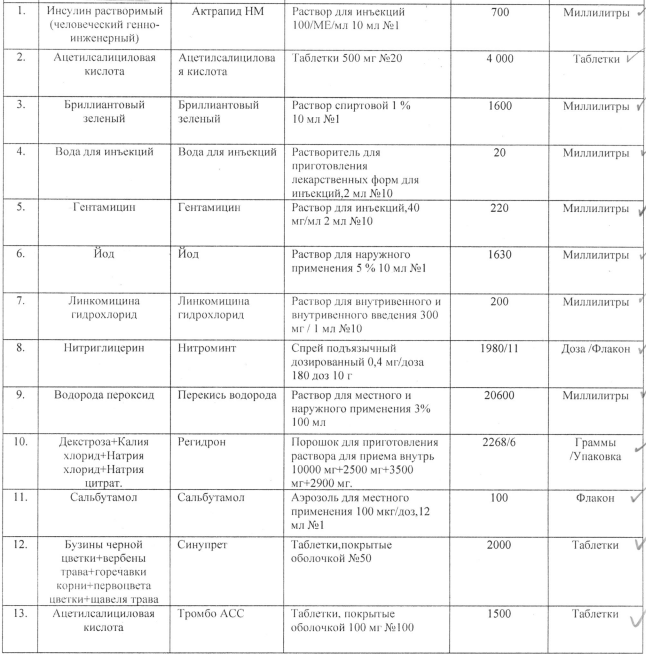 1. Инсулин растворимый (человеческий генно-инженерный) Актрапид НМ Раствор для инъекций 100/МЕ/мл 10 мл №1 700 Миллилитры
2. Ацетилсалициловая кислота Ацетилсалициловая кислота Таблетки 500 мг №20 4 000 Таблетки
3. Бриллиантовый зеленый Бриллиантовый зеленый Раствор спиртовой 1 % 10 мл №1 1600 Миллилитры
4. Вода для инъекций Вода для инъекций Растворитель для приготовления лекарственных форм для инъекций,2 мл №10 20 Миллилитры
5. Гентамицин Гентамицин Раствор для инъекций,40 мг/мл 2 мл №10 220 Миллилитры
6. Йод Йод Раствор для наружного применения 5 % 10 мл №1 1630 Миллилитры
7. Линкомицина гидрохлорид Линкомицина гидрохлорид Раствор для внутривенного и внутривенного введения 300 мг / 1 мл №10 200 Миллилитры
8. Нитриглицерин Нитроминт Спрей подъязычный дозированный 0,4 мг/доза 180 доз 10 г 1980/11 Доза /Флакон
9. Водорода пероксид Перекись водорода Раствор для местного и наружного применения 3% 100 мл 20600 Миллилитры
10. Декстроза+Калия хлорид+Натрия хлорид+Натрия цитрат. Регидрон Порошок для приготовления раствора для приема внутрь 10000 мг+2500 мг+3500 мг+2900 мг. 2268/6 Граммы /Упаковка
11. Сальбутамол Сальбутамол Аэрозоль для местного применения 100 мкг/доз,12 мл №1 100 Флакон
12. Бузины черной цветки+вербены трава+горечавки корни+первоцвета цветки+щавеля трава Синупрет Таблетки,покрытые оболочкой №50 2000 Таблетки
13. Ацетилсалициловая кислота Тромбо АСС Таблетки, покрытые оболочкой 100 мг №100 1500 Таблетки